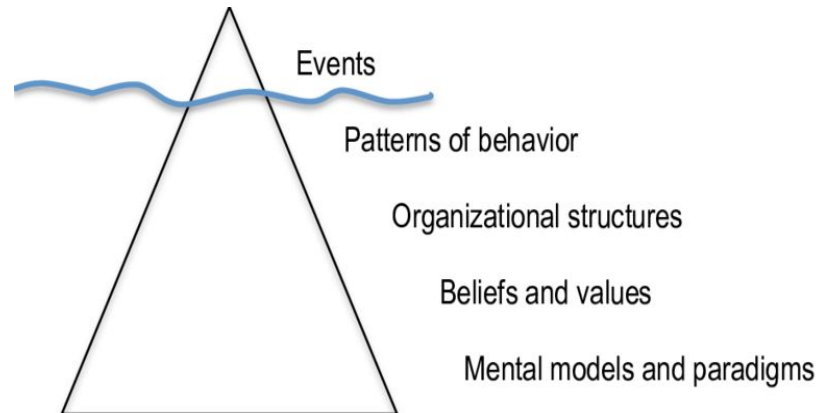 Events
Patterns of behavior
Organizational structures
Beliefs and values
Mental models and paradigms